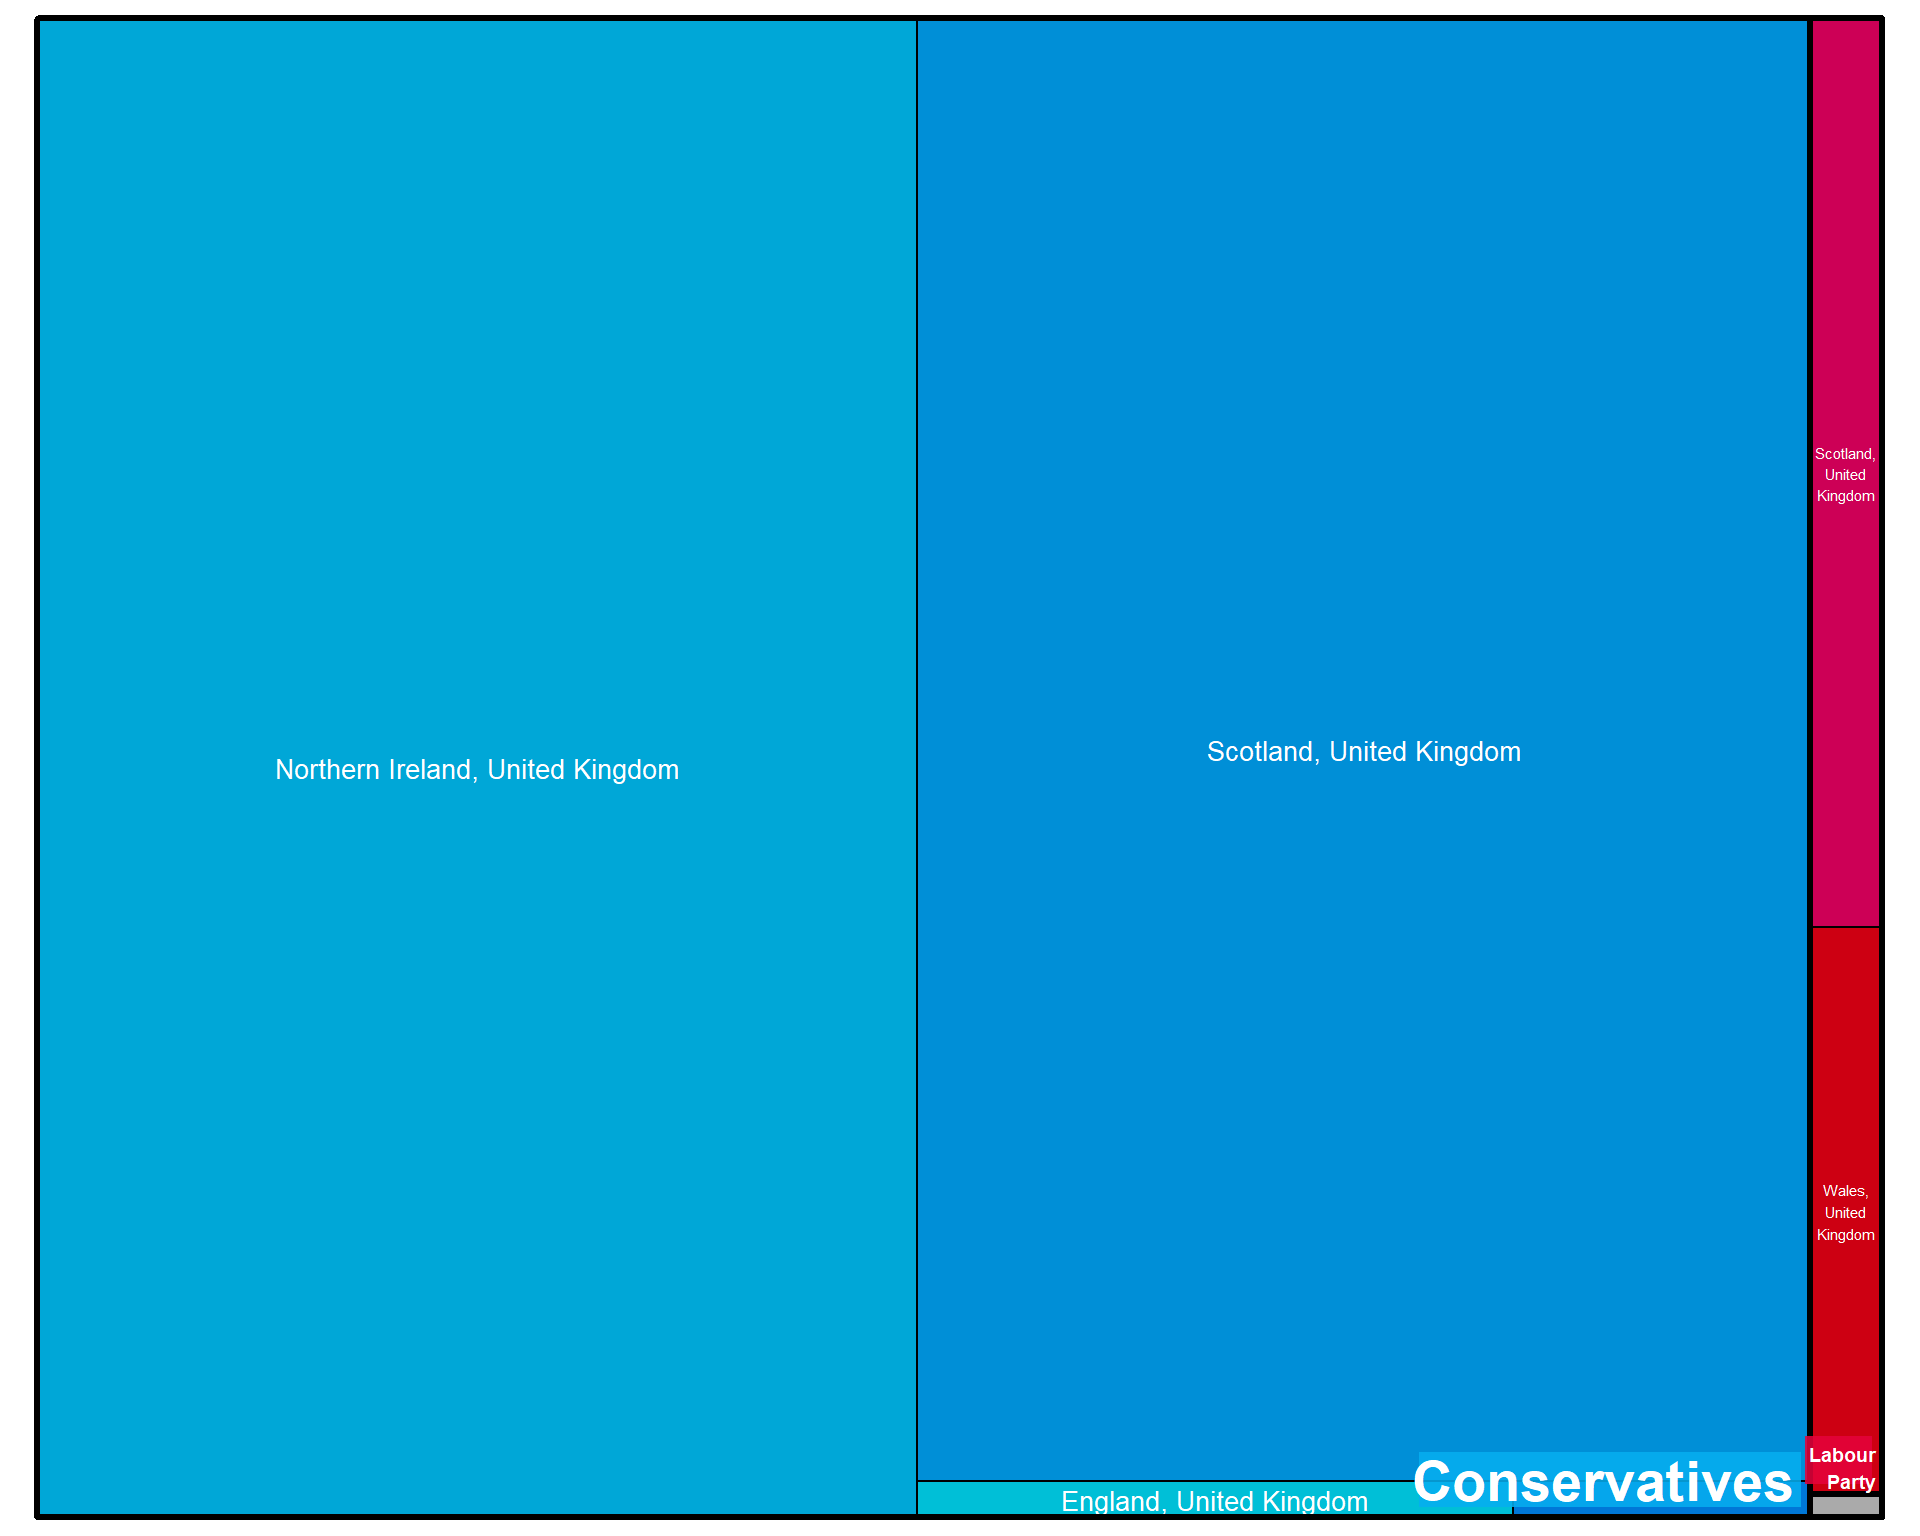 Northern Ireland, United Kingdom
Scotland, United Kingdom
Scotland,
United
Kingdom
Wales,
United
Kingdom
England, United Kingdom
Conservatives
Labour
Party